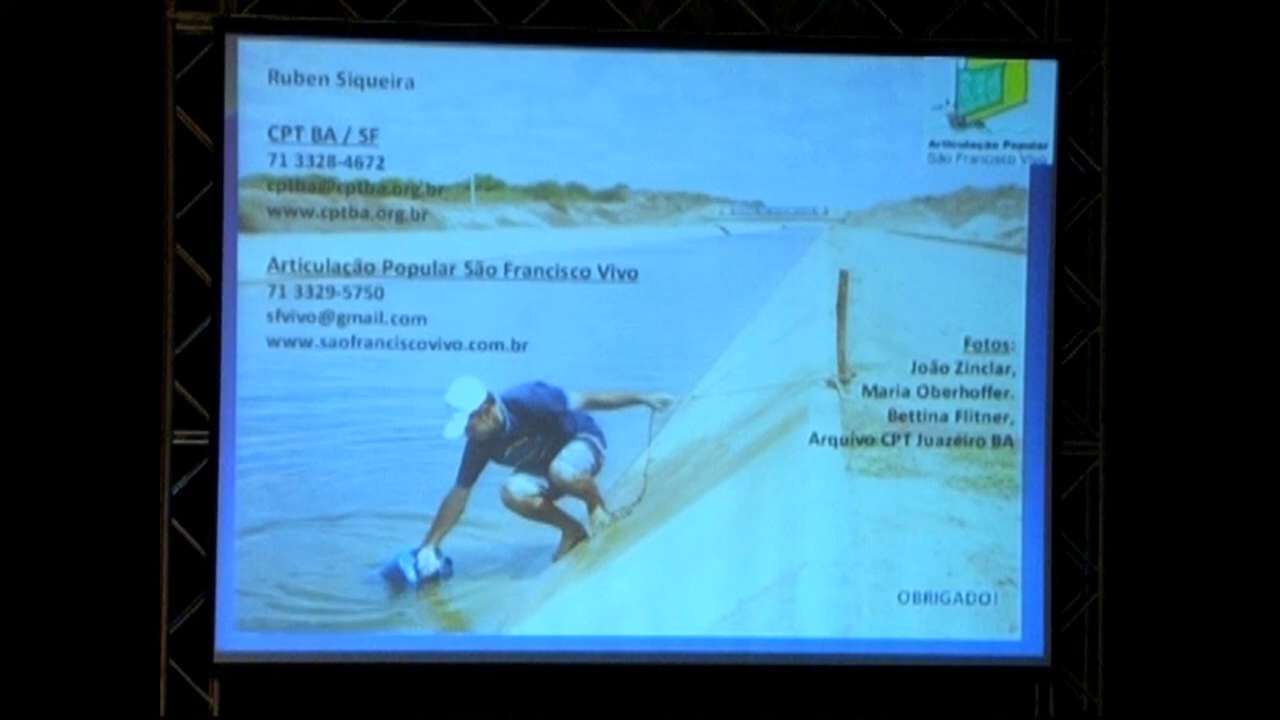 Ruben Siqueira
CPT BA / SF
71 3328-4672
cptba@cptba.org.br
www.cptba.org.br
Articulação Popular São Francisco Vivo
71 3329-5750
sfvivo@gmail.com
www.saofranciscovivo.com.br
Articulação Popular
São Francisco Vivo
Fotos:
João Zinclar,
Maria Oberhoffer.
Bettina Flitner,
Arquivo CPT Juazeiro BA
OBRIGADO!